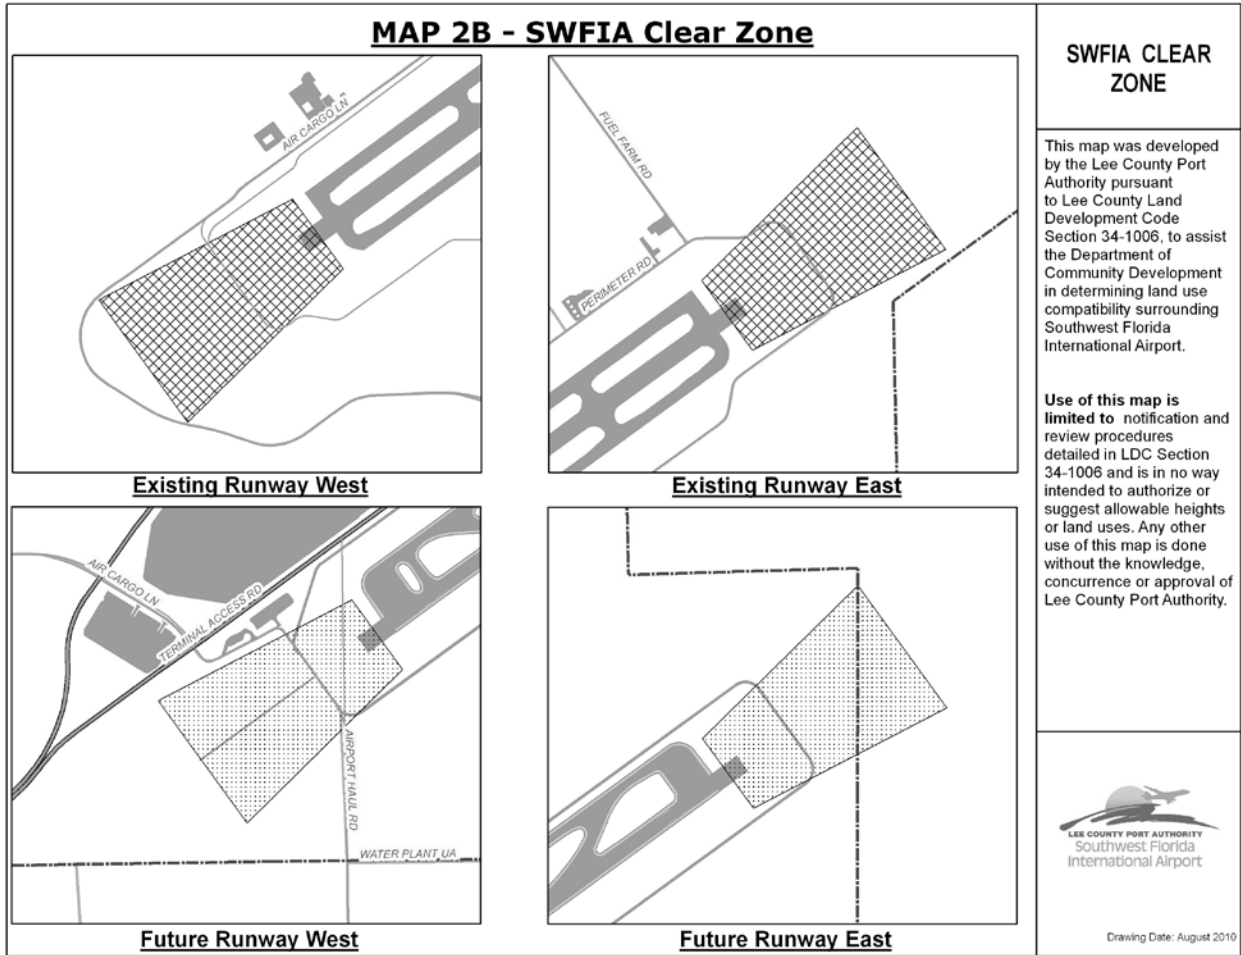 MAP 2B - SWFIA Clear Zone
AIR CARGO LN
Existing Runway West
FUEL FARM RD
PERIMETER RD
Existing Runway East
AIR CARGO LN
TERMINAL ACCESS RD
AIRPORT HAUL RD
WATER PLANT UA
Future Runway West
Future Runway East
SWFIA CLEAR
ZONE
This map was developed
by the Lee County Port
Authority pursuant
to Lee County Land
Development Code
Section 34-1006, to assist
the Department of
Community Development
in determining land use
compatibility surrounding
Southwest Florida
International Airport.
Use of this map is
limited to notification and
review procedures
detailed in LDC Section
34-1006 and is in no way
intended to authorize or
suggest allowable heights
or land uses. Any other
use of this map is done
without the knowledge,
concurrence or approval of
Lee County Port Authority.
LEE COUNTY PORT AUTHORITY
Southwest Florida
International Airport
Drawing Date: August 2010